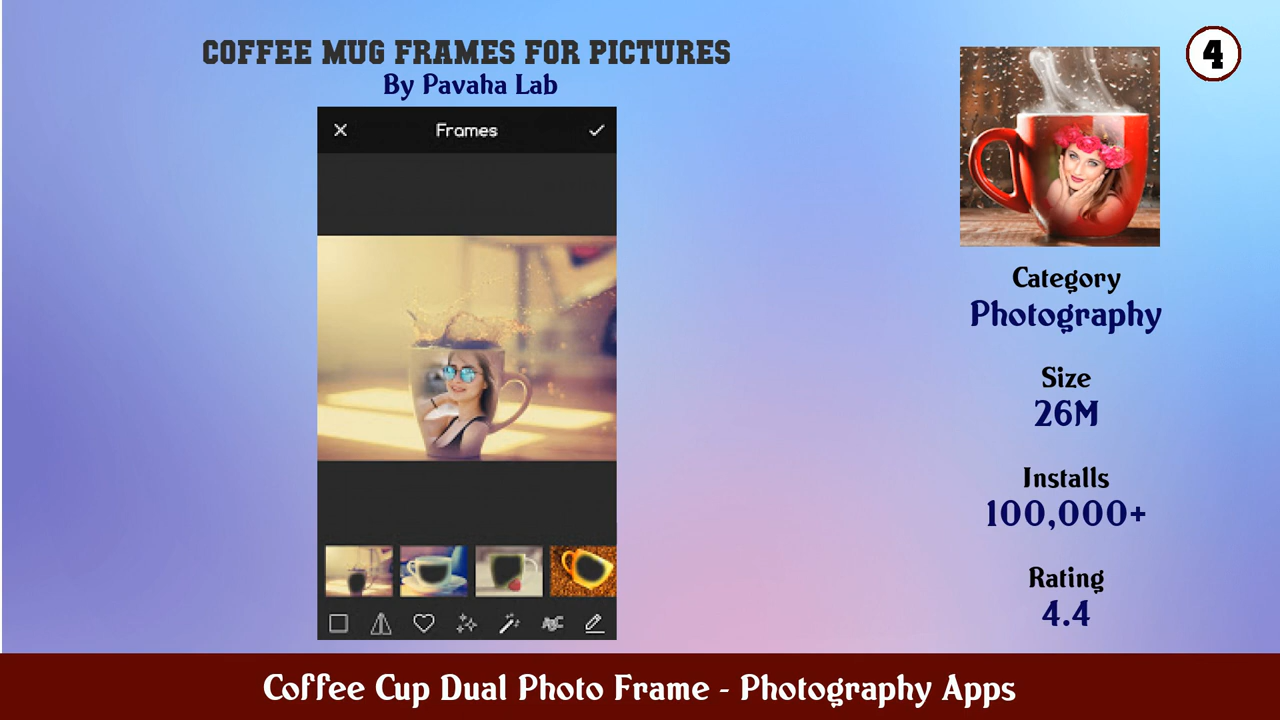 COFFEE MUG FRAMES FOR PICTURES
By Pavaha Lab
4
Frames
Category
Photography
Size
26M
Installs
100,000+
Rating
4.4
ABC
Coffee Cup Dual Photo Frame - Photography Apps